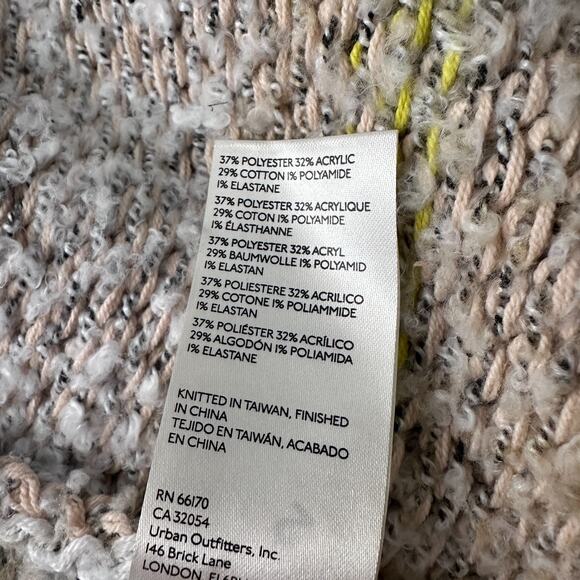 37% POLYESTER 32% ACRYLIC
29% COTTON 1% POLYAMIDE
1% ELASTANE
37% POLYESTER 32% ACRYLIQUE
29% COTON 1% POLYAMIDE
1% ÉLASTHANNE
37% POLYESTER 32% ACRYL
29% BAUMWOLLE 1% POLYAMID
1% ELASTAN
37% POLIESTERE 32% ACRILICO
29% COTONE 1% POLIAMMIDE
1% ELASTAN
37% POLIÉSTER 32% ACRÍLICO
29% ALGODÓN 1% POLIAMIDA
1% ELASTANE
KNITTED IN TAIWAN, FINISHED
IN CHINA
TEJIDO EN TAIWÁN, ACABADO
EN CHINA
RN 66170
CA 32054
Urban Outfitters, Inc.
146 Brick Lane
LONDON,